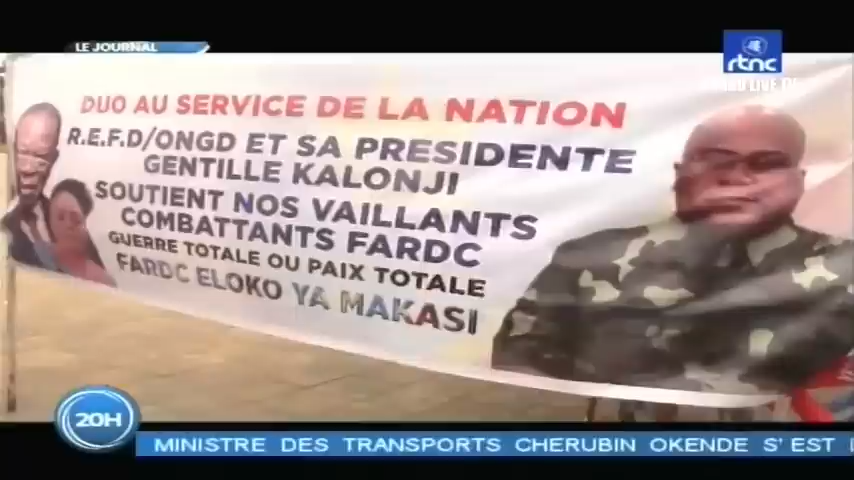 LE JOURNAL
rtnc
DUO AU SERVICE DE LA NATION
R.E.F.D/ONGD ET SA PRESIDENTE
GENTILLE KALONJI
SOUTIENT NOS VAILLANTS
COMBATTANTS FARDC
GUERRE TOTALE OU PAIX TOTALE
FARDC ELOKO YA MAKASI
20H
MINISTRE DES TRANSPORTS CHERUBIN OKENDE S'EST